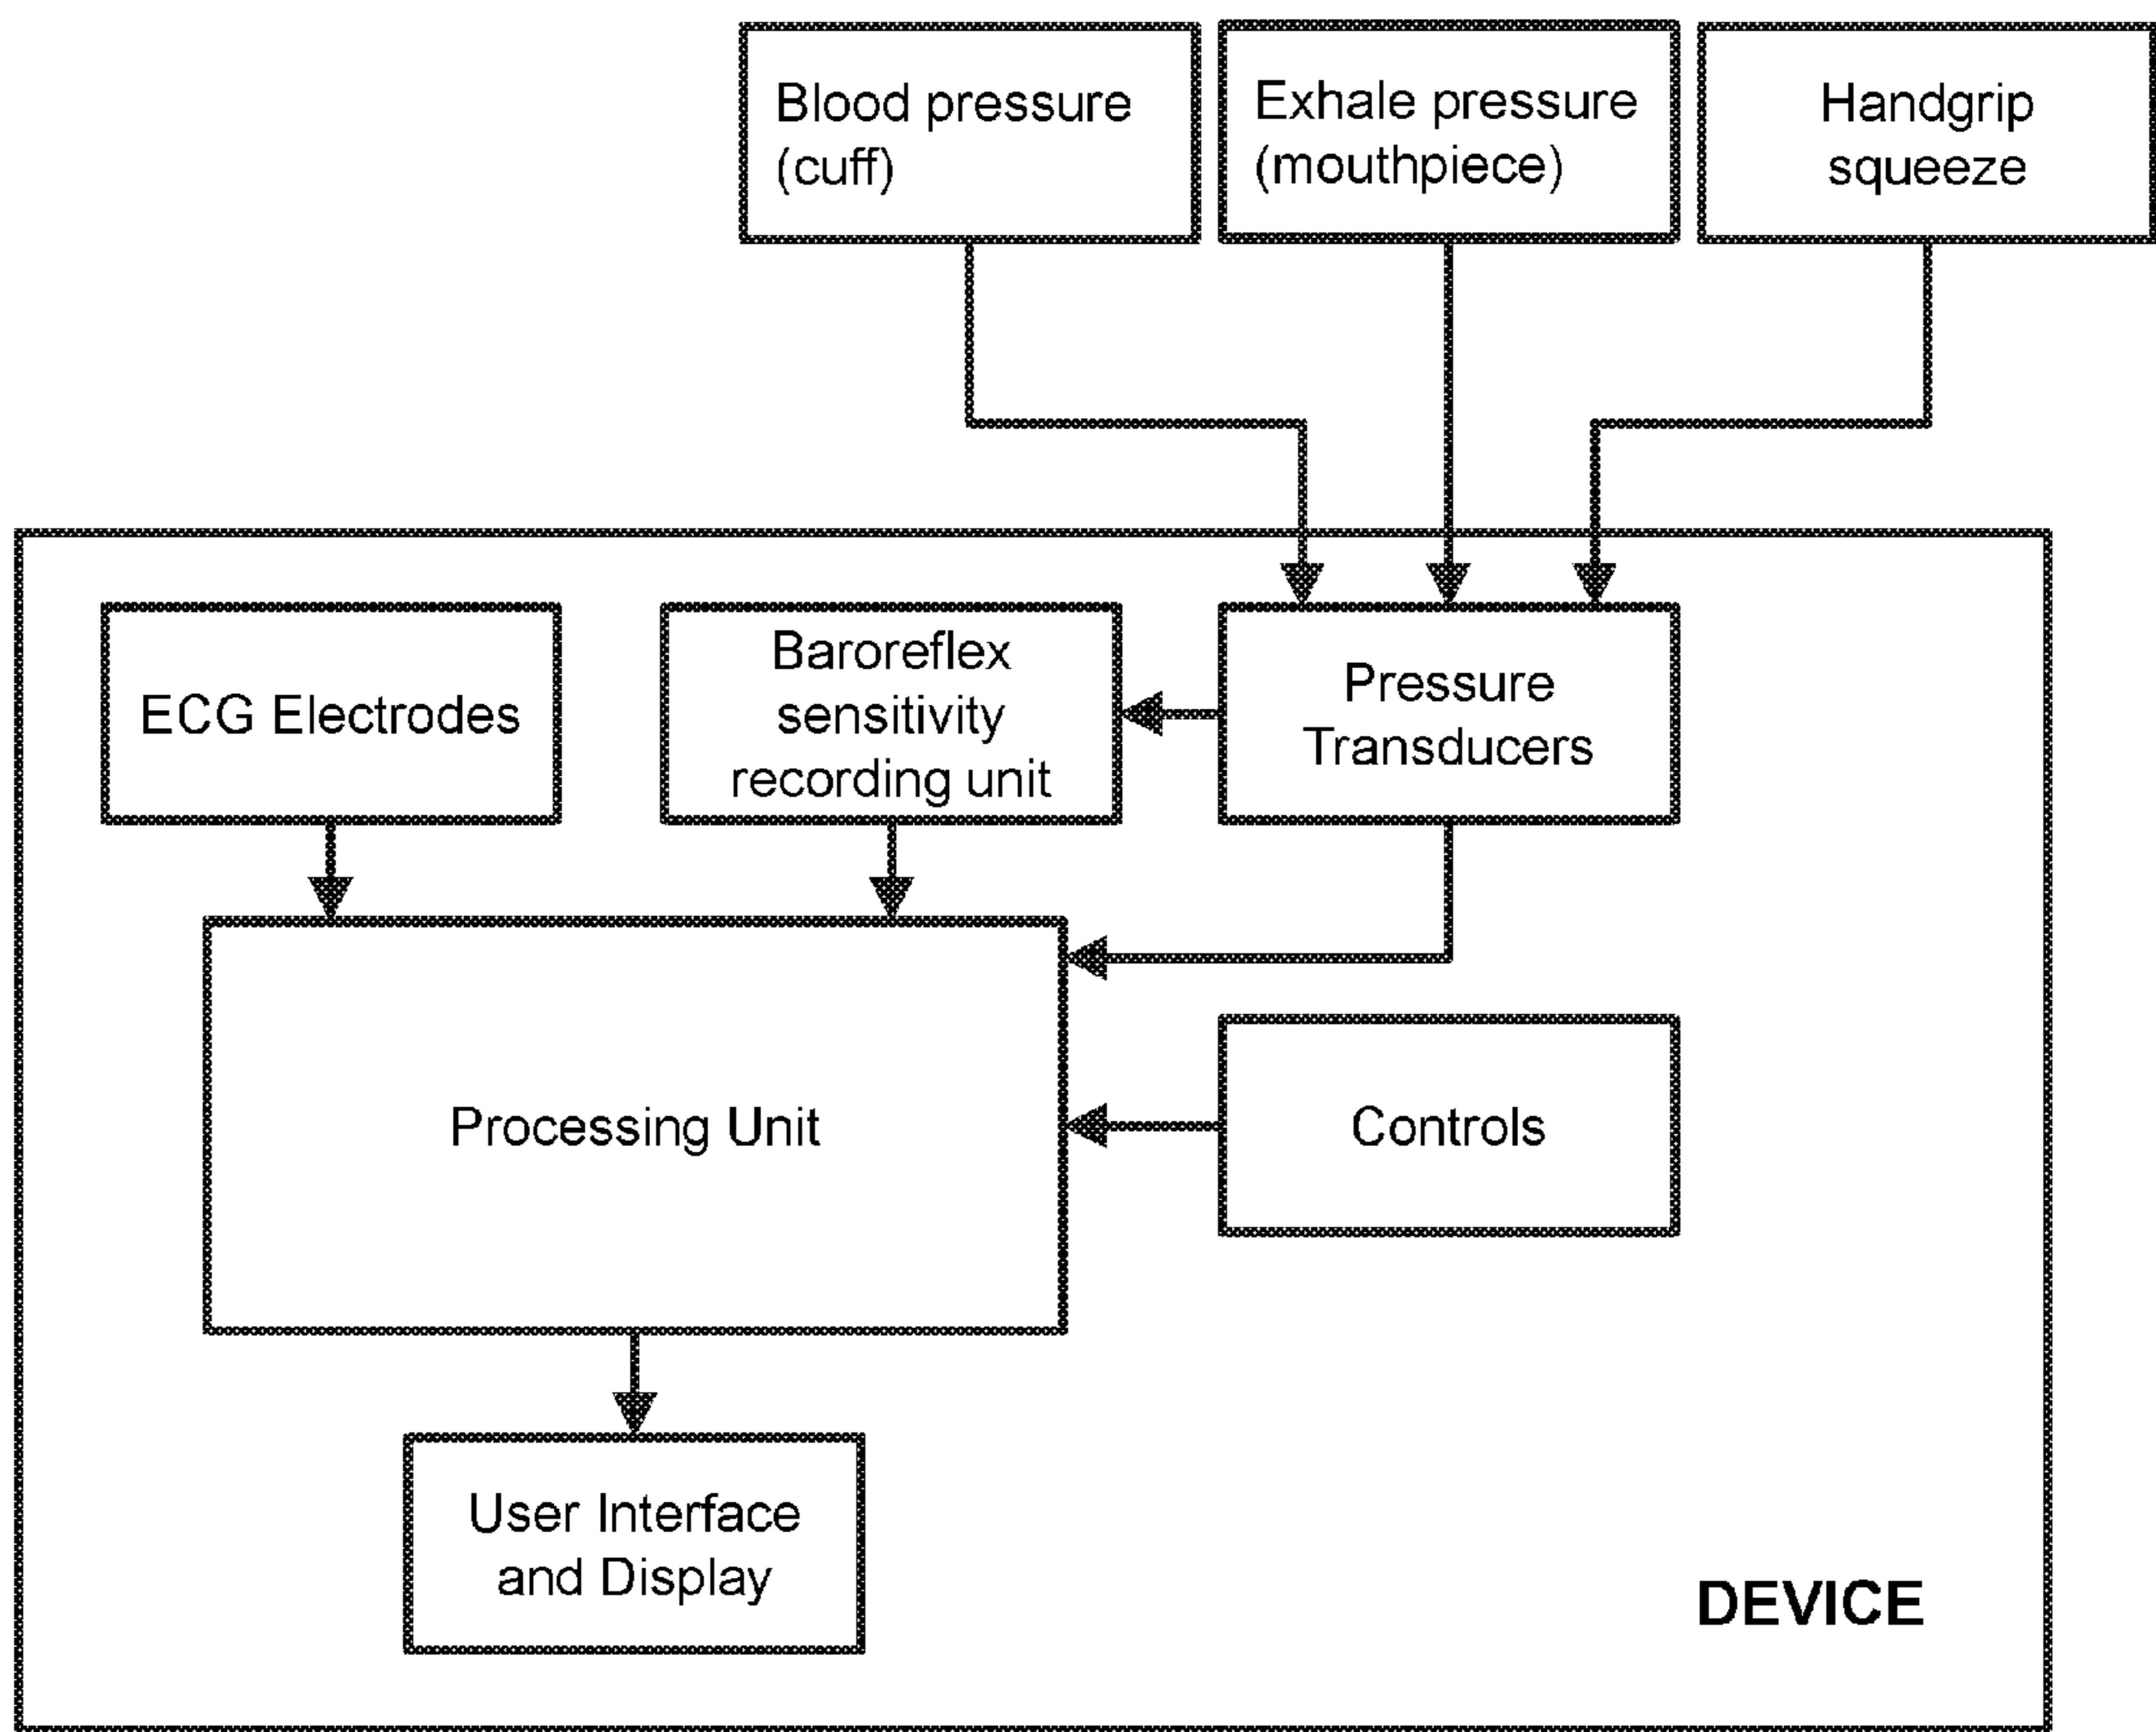 Blood pressure
(cuff)
Exhale pressure
(mouthpiece)
Handgrip
squeeze
ECG Electrodes
Baroreflex
sensitivity
recording unit
Pressure
Transducers
Processing Unit
Controls
User Interface
and Display
DEVICE